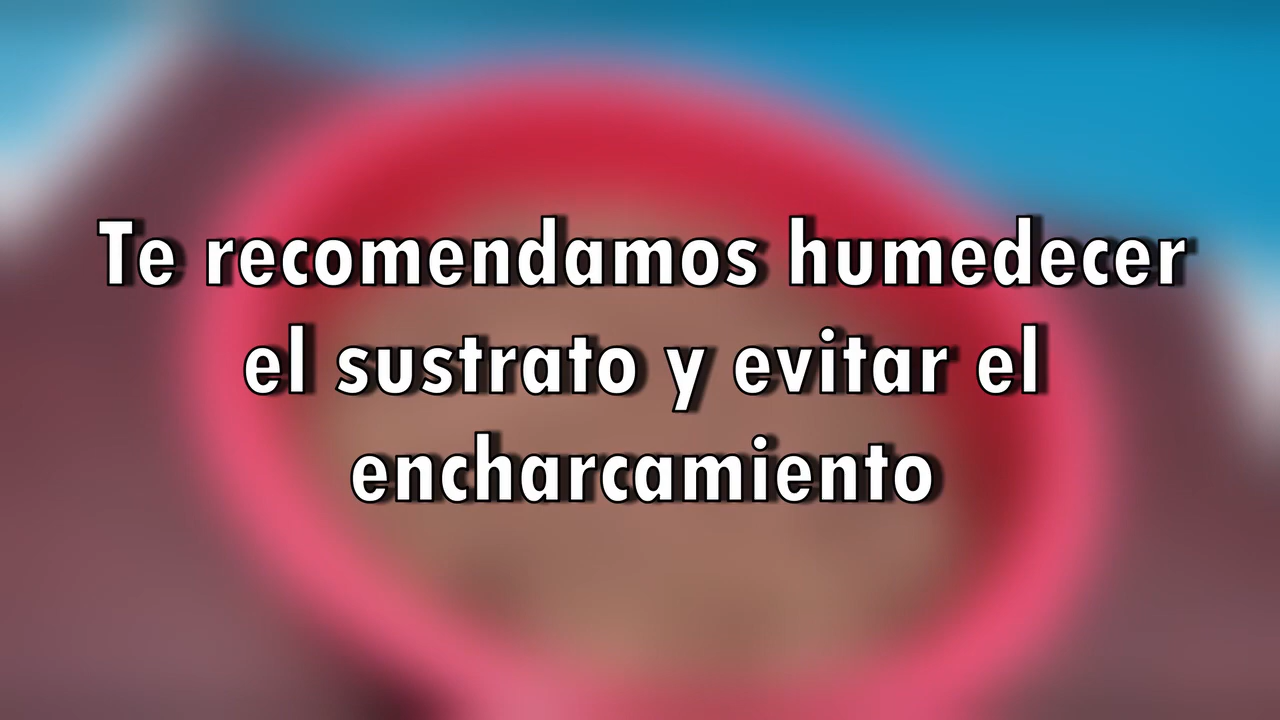 Te recomendamos humedecer
el sustrato y evitar el
encharcamiento